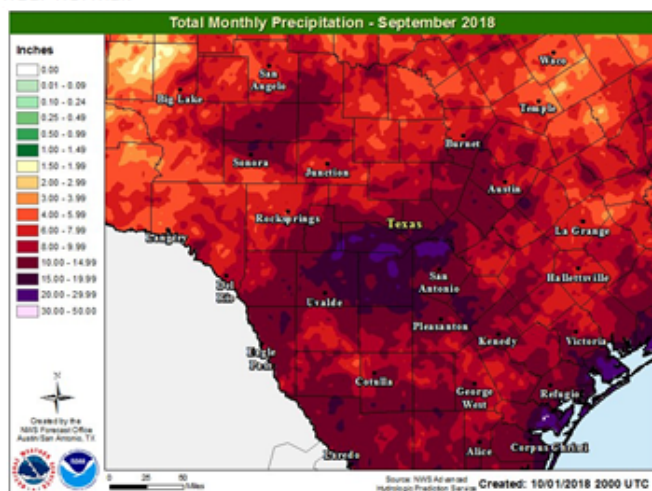 Total Monthly Precipitation - September 2018
Inches
0.00
0.01 - 0.09
0.10 - 0.24
0.25 - 0.49
0.50 - 0.99
1.00 - 1.49
1.50 - 1.99
2.00 - 2.99
3.00 - 3.99
4.00 - 5.99
6.00 - 7.99
8.00 - 9.99
10.00 - 14.99
15.00 - 19.99
20.00 - 29.99
30.00 - 50.00
Waco
San
Angelo
Big Lake
Temple
Burnet
Sonora
Junction
Austin
Rocksprings
Texas
La Grange
Langtry
Del
Rio
San
Antonio
Hallettsville
Uvalde
Pleasanton
Kenedy
Victoria
Eagle
Pass
Cotulla
George
West
Refugio
Laredo
Alice
Corpus Christi
N
Created by the
NWS Forecast Office
Austin/San Antonio, TX
0 25 50
Miles
Source: NWS Advanced
Hydrologic Prediction Service
Created: 10/01/2018 2000 UTC